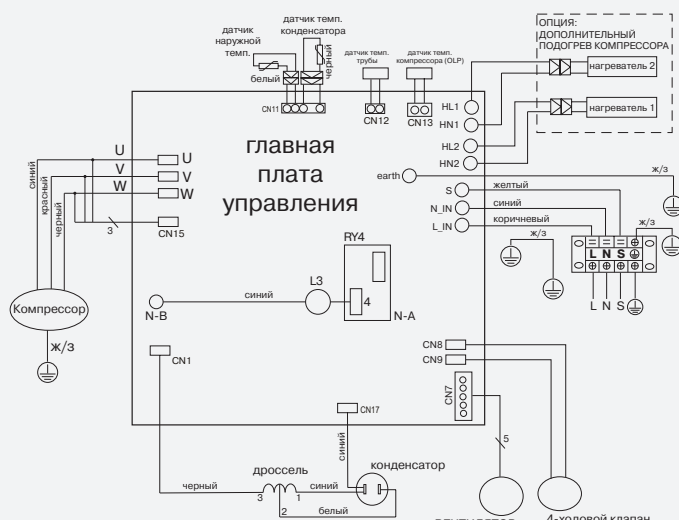 датчик
наружной
темп.
датчик темп.
конденсатора
черный
белый
датчик темп.
трубы
датчик темп.
компрессора (OLP)
ОПЦИЯ:
ДОПОЛНИТЕЛЬНЫЙ
ПОДОГРЕВ КОМПРЕССОРА
нагреватель 2
нагреватель 1
CN11
CN12
CN13
HL1
HN1
HL2
HN2
главная
плата
управления
U
V
W
U
V
W
синий
красный
черный
3
CN15
earth
ж/з
S
желтый
N_IN
синий
L_IN
коричневый
ж/з
ж/з
L N S
L N S
RY4
L3
4
синий
N-B
N-A
Компрессор
ж/з
CN1
CN8
CN9
CN7
CN17
синий
5
дроссель
конденсатор
черный
3
1
синий
2
белый
4-ходовой клапан